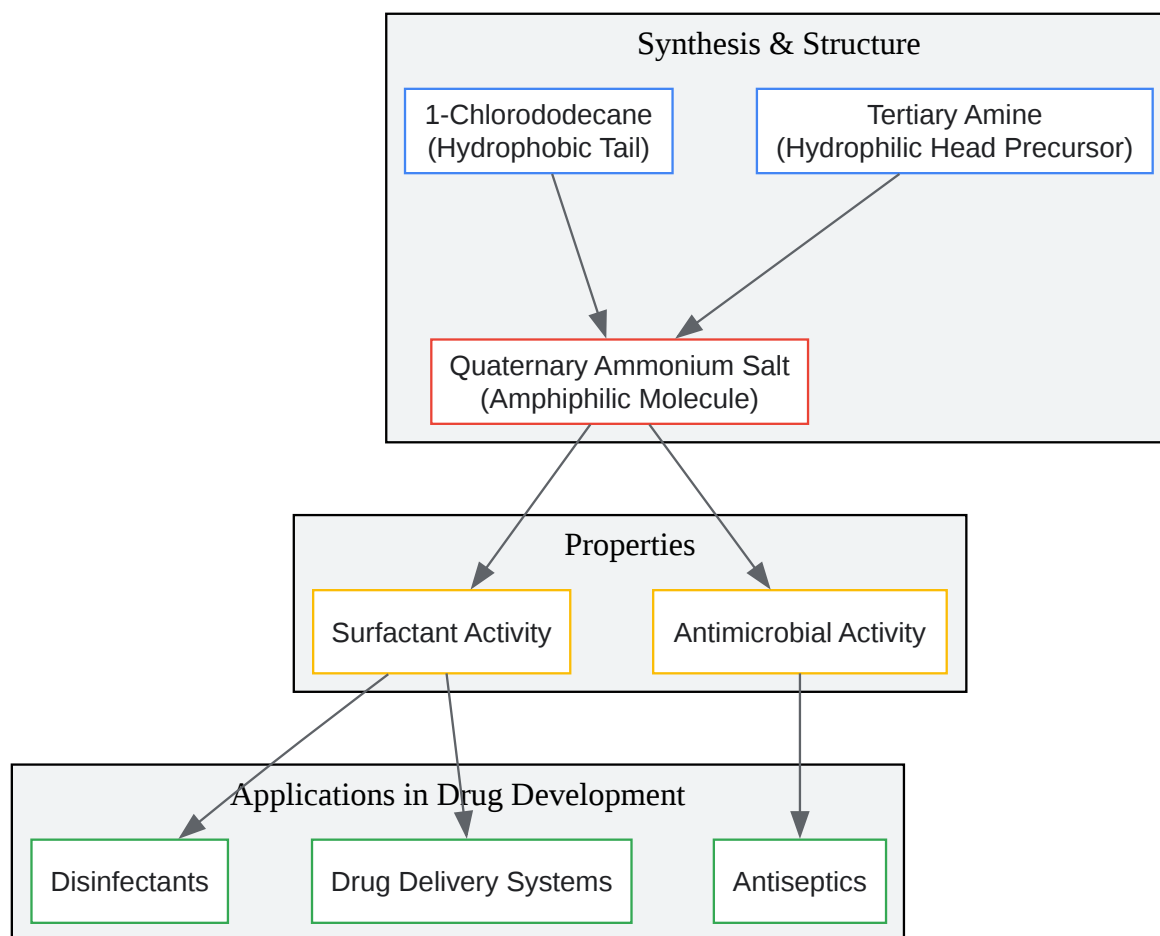 Synthesis & Structure
1-Chlorododecane
(Hydrophobic Tail)
Tertiary Amine
(Hydrophilic Head Precursor)
Quaternary Ammonium Salt
(Amphiphilic Molecule)
Properties
Surfactant Activity
Antimicrobial Activity
Applications in Drug Development
Disinfectants
Drug Delivery Systems
Antiseptics